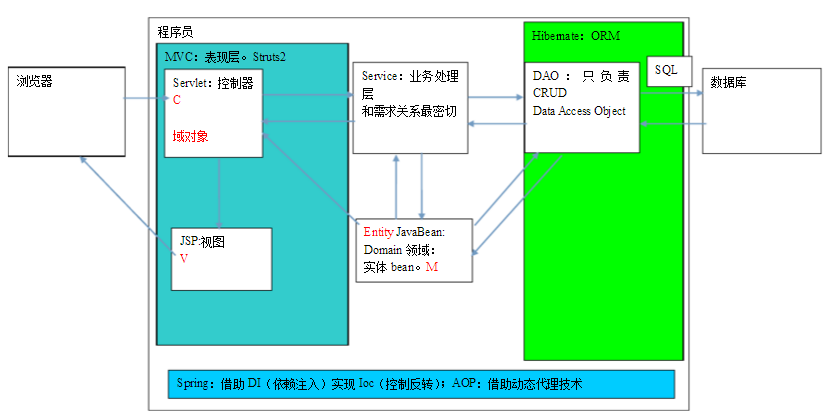 程序员
Hibernate：ORM
MVC：表现层。Struts2
浏览器
Servlet：控制器
C
域对象
Service：业务处理
层
和需求关系最密切
DAO：只负责
CRUD
Data Access Object
SQL
数据库
JSP:视图
V
Entity JavaBean:
Domain 领域：
实体 bean。M
Spring：借助 DI（依赖注入）实现 Ioc（控制反转）；AOP：借助动态代理技术